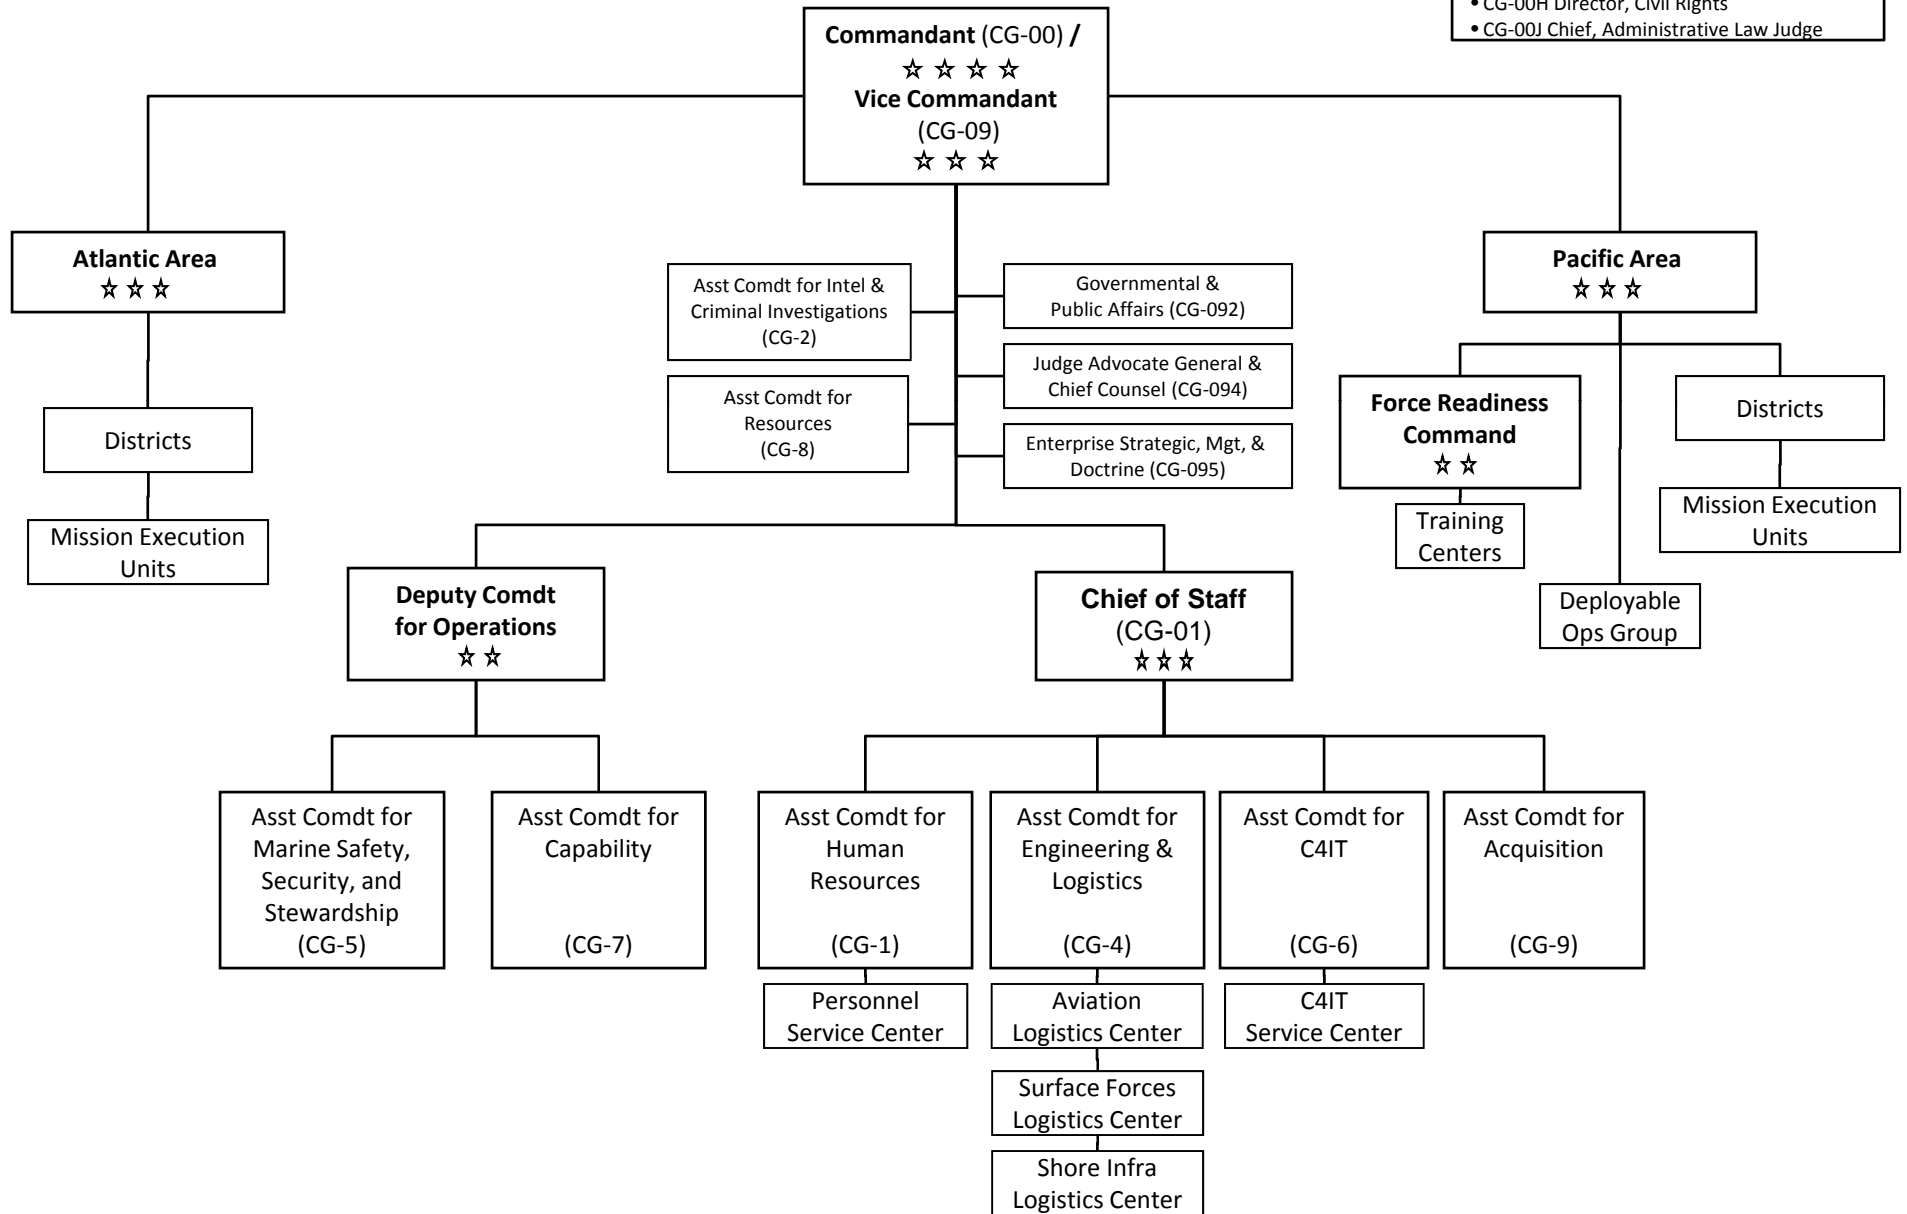 • CG-00H Director, Civil Rights
• CG-00J Chief, Administrative Law Judge
Commandant (CG-00) /
☆ ☆ ☆ ☆
Vice Commandant
(CG-09)
☆ ☆ ☆
Atlantic Area
☆ ☆ ☆
Districts
Mission Execution
Units
Asst Comdt for Intel &
Criminal Investigations
(CG-2)
Asst Comdt for
Resources
(CG-8)
Governmental &
Public Affairs (CG-092)
Judge Advocate General &
Chief Counsel (CG-094)
Enterprise Strategic, Mgt, &
Doctrine (CG-095)
Pacific Area
☆ ☆ ☆
Force Readiness
Command
☆ ☆
Training
Centers
Districts
Mission Execution
Units
Deployable
Ops Group
Deputy Comdt
for Operations
☆ ☆
Chief of Staff
(CG-01)
☆ ☆ ☆
Asst Comdt for
Marine Safety,
Security, and
Stewardship
(CG-5)
Asst Comdt for
Capability
(CG-7)
Asst Comdt for
Human
Resources
(CG-1)
Asst Comdt for
Engineering &
Logistics
(CG-4)
Asst Comdt for
C4IT
(CG-6)
Asst Comdt for
Acquisition
(CG-9)
Personnel
Service Center
Aviation
Logistics Center
C4IT
Service Center
Surface Forces
Logistics Center
Shore Infra
Logistics Center